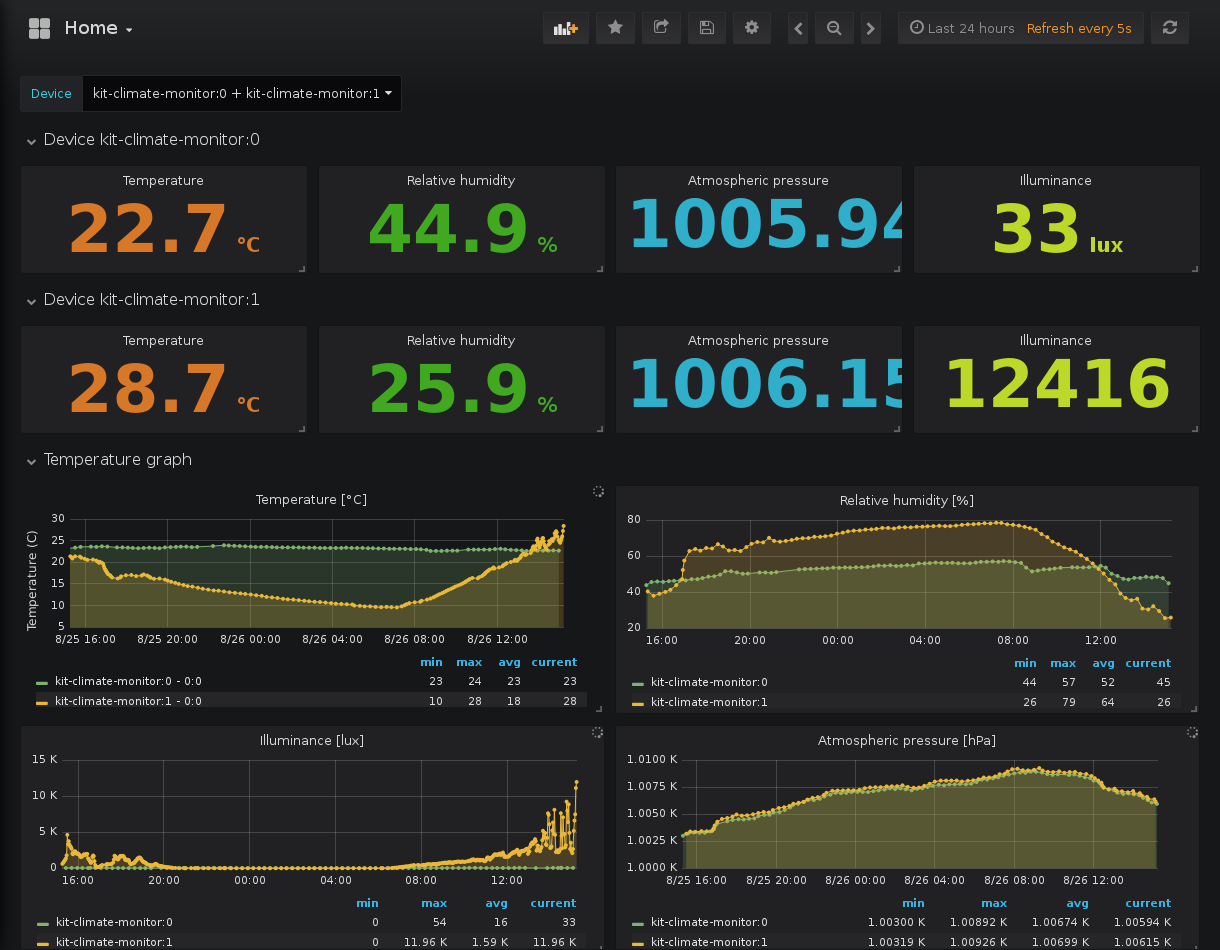 Home
Last 24 hours Refresh every 5s
Device kit-climate-monitor:0 + kit-climate-monitor:1
Device kit-climate-monitor:0
Temperature Relative humidity Atmospheric pressure Illuminance
22.7 °C 44.9 % 1005.94 33 lux
Device kit-climate-monitor:1
Temperature Relative humidity Atmospheric pressure Illuminance
28.7 °C 25.9 % 1006.15 12416
Temperature graph
Temperature [°C]
Temperature (C)
30
25
20
15
10
5
8/25 16:00 8/25 20:00 8/26 00:00 8/26 04:00 8/26 08:00 8/26 12:00
min max avg current
kit-climate-monitor:0 - 0:0 23 24 23 23
kit-climate-monitor:1 - 0:0 10 28 18 28
Relative humidity [%]
80
60
40
20
16:00 20:00 00:00 04:00 08:00 12:00
min max avg current
kit-climate-monitor:0 44 57 52 45
kit-climate-monitor:1 26 79 64 26
Illuminance [lux]
15 K
10 K
5 K
0
16:00 20:00 00:00 04:00 08:00 12:00
min max avg current
kit-climate-monitor:0 0 54 16 33
kit-climate-monitor:1 0 11.96 K 1.59 K 11.96 K
Atmospheric pressure [hPa]
1.0100 K
1.0075 K
1.0050 K
1.0025 K
1.0000 K
8/25 16:00 8/25 20:00 8/26 00:00 8/26 04:00 8/26 08:00 8/26 12:00
min max avg current
kit-climate-monitor:0 1.00300 K 1.00892 K 1.00674 K 1.00594 K
kit-climate-monitor:1 1.00319 K 1.00926 K 1.00699 K 1.00615 K